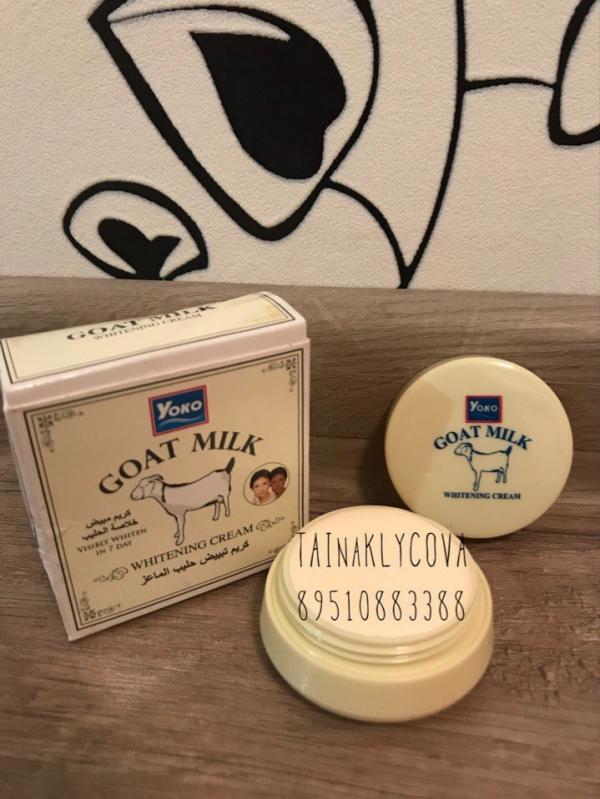 GOAT MILK
WHITENING CREAM
YOKO
GOAT MILK
كريم مبيض
خلاصة الحليب
VISIBLY WHITEN
IN 7 DAY
WHITENING CREAM
كريم تبييض حليب الماعز
YOKO
GOAT MILK
WHITENING CREAM
TAINAKLYCOVA
89510883388